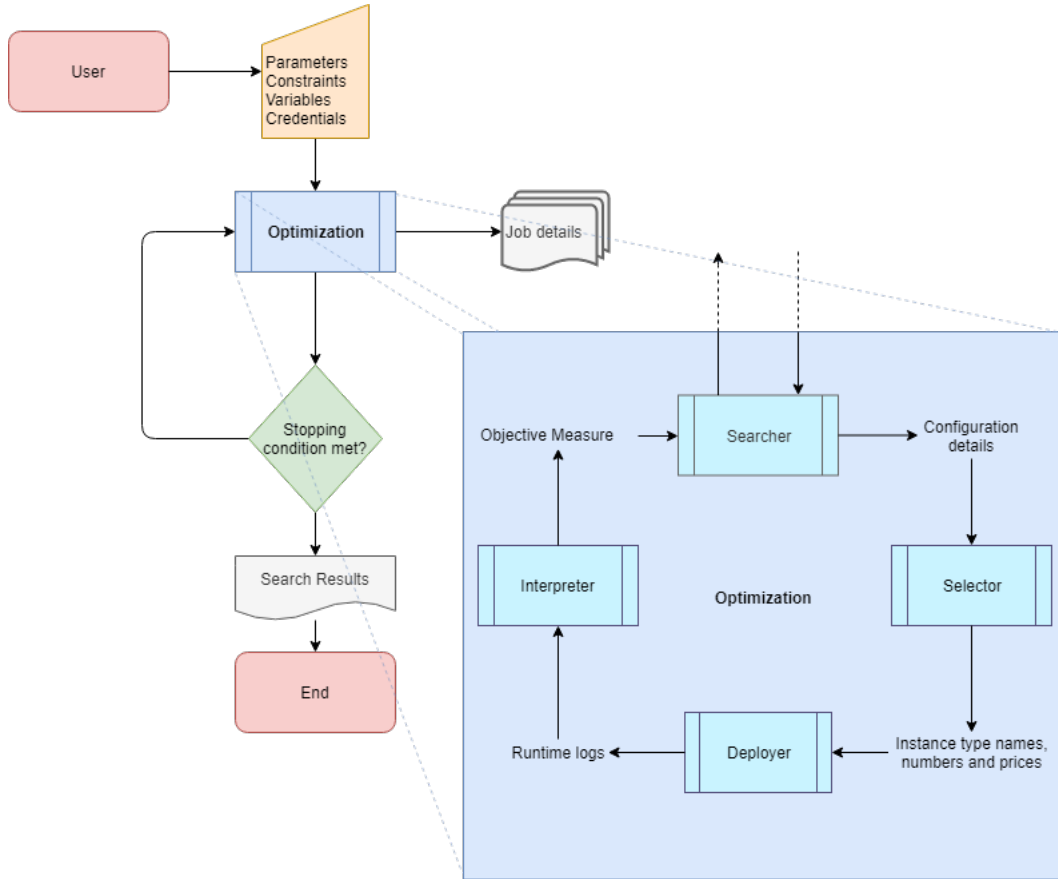 User
Parameters
Constraints
Variables
Credentials
Optimization
Job details
Stopping
condition met?
Search Results
End
Objective Measure
Searcher
Configuration
details
Interpreter
Optimization
Selector
Runtime logs
Deployer
Instance type names,
numbers and prices